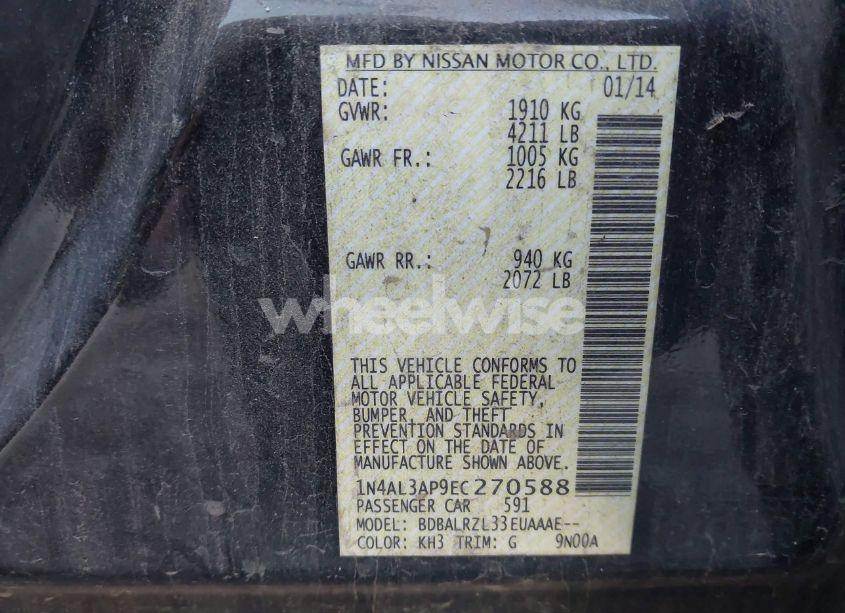 MFD BY NISSAN MOTOR CO., LTD.
DATE: 01/14
GVWR: 1910 KG
4211 LB
GAWR FR.: 1005 KG
2216 LB
GAWR RR.: 940 KG
2072 LB
wheelwise
THIS VEHICLE CONFORMS TO
ALL APPLICABLE FEDERAL
MOTOR VEHICLE SAFETY,
BUMPER, AND THEFT
PREVENTION STANDARDS IN
EFFECT ON THE DATE OF
MANUFACTURE SHOWN ABOVE.
1N4AL3AP9EC270588
PASSENGER CAR 591
MODEL: BDBALRZL33EUAAAE--
COLOR: KH3 TRIM: G 9N00A